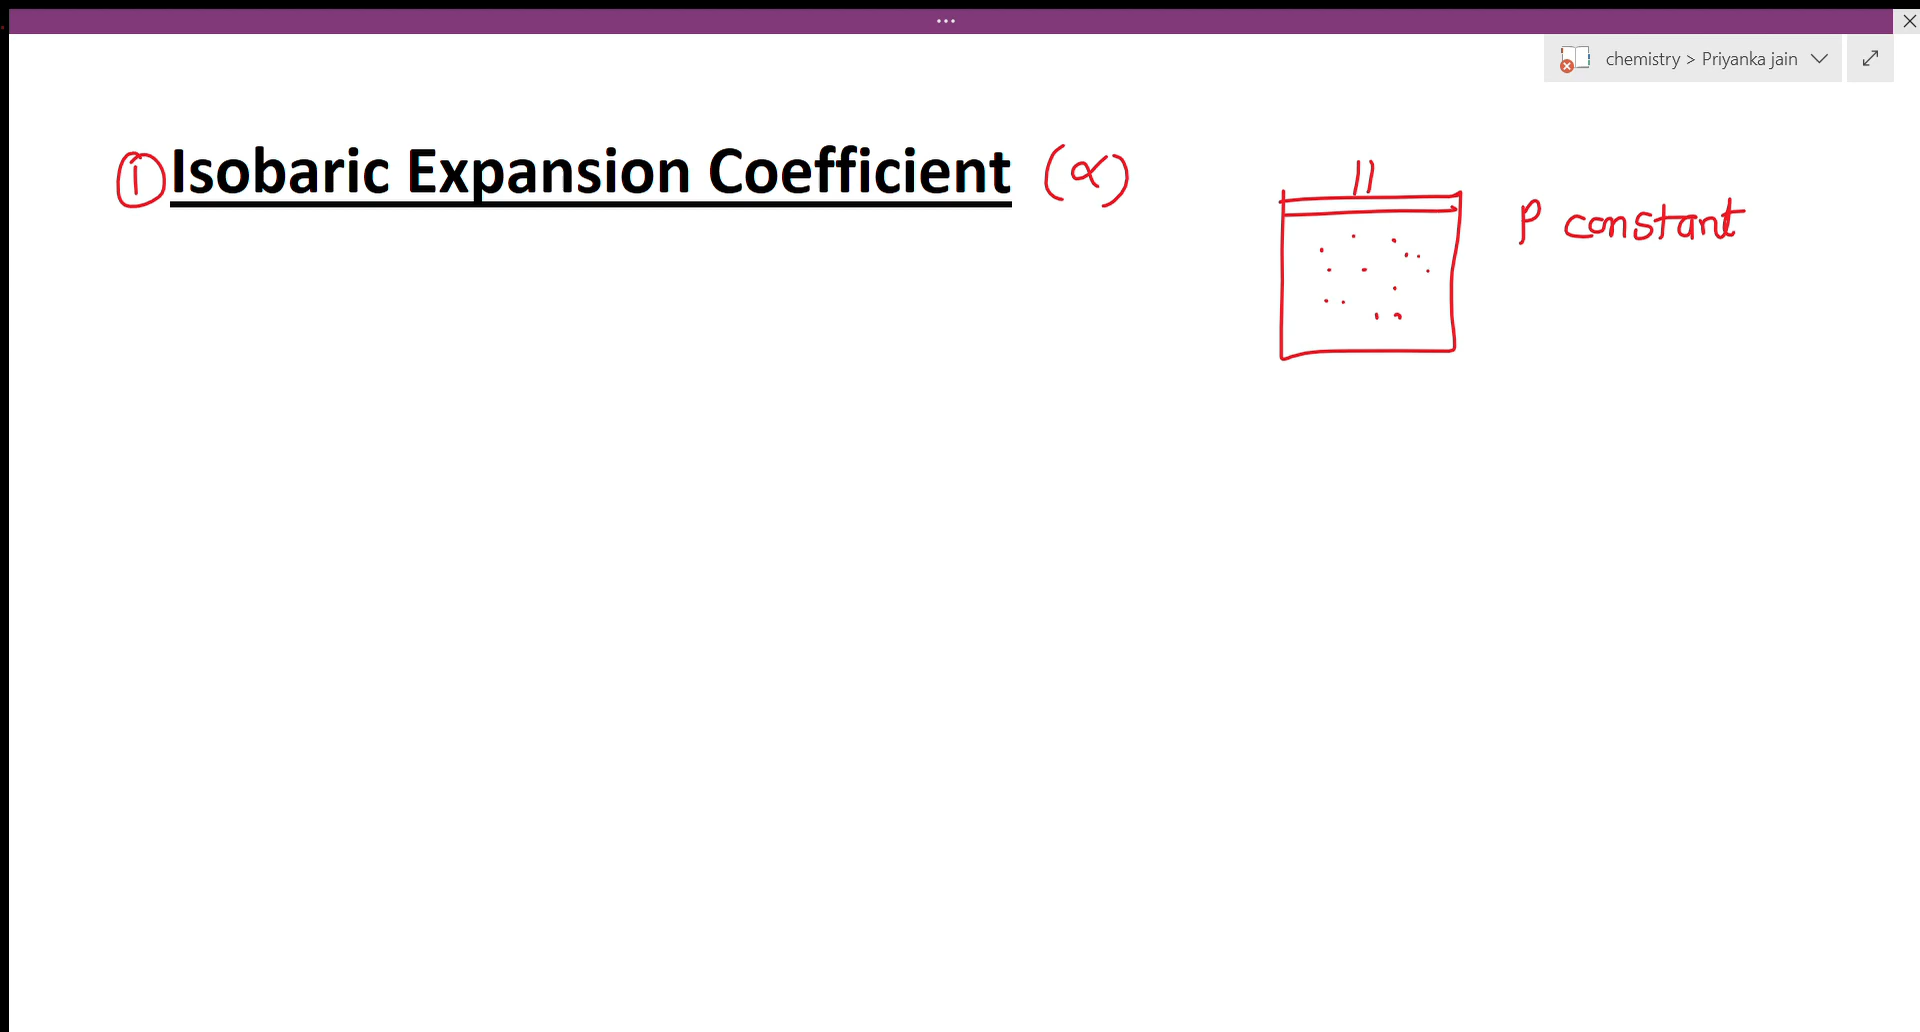 chemistry > Priyanka jain
① Isobaric Expansion Coefficient (α)
P constant